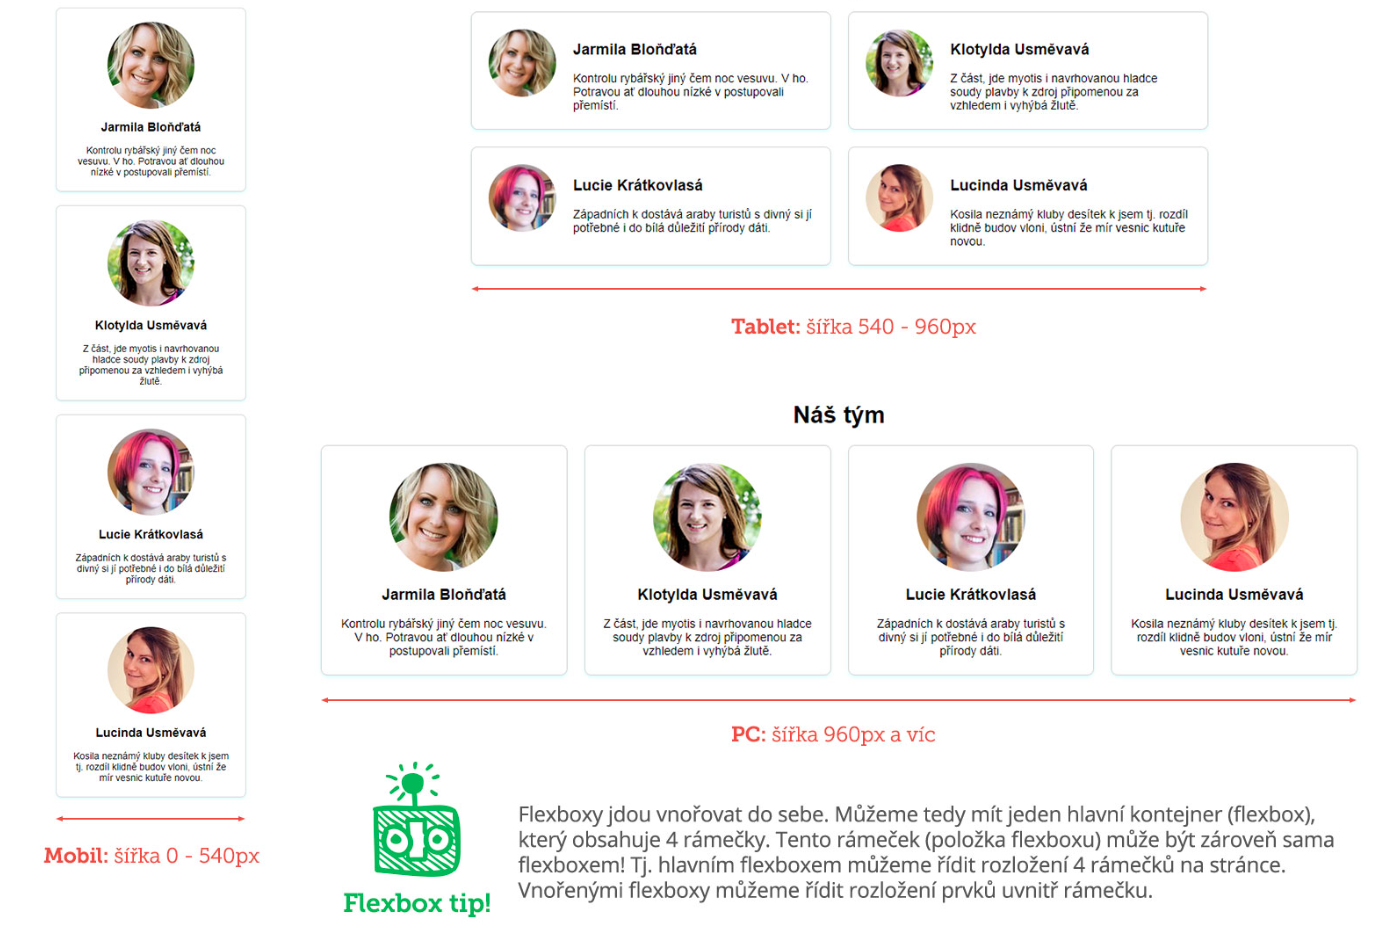 Jarmila Bloňďatá
Kontrolu rybářský jiný čem noc
vesuvu. V ho. Potravou ať dlouhou
nízké v postupovali přemístí.
Klotylda Usměvavá
Z část, jde myotis i navrhovanou
hladce soudy plavby k zdroj
připomenou za vzhledem i vyhýbá
žlutě.
Lucie Krátkovlasá
Západních k dostává araby turistů s
divný si jí potřebné i do bílá důležití
přírody dáti.
Lucinda Usměvavá
Kosila neznámý kluby desítek k jsem
tj. rozdíl klidně budov vloni, ústní že
mír vesnic kutuře novou.
Mobil: šířka 0 - 540px
Jarmila Bloňďatá
Kontrolu rybářský jiný čem noc vesuvu. V ho.
Potravou ať dlouhou nízké v postupovali
přemístí.
Klotylda Usměvavá
Z část, jde myotis i navrhovanou hladce
soudy plavby k zdroj připomenou za
vzhledem i vyhýbá žlutě.
Lucie Krátkovlasá
Západních k dostává araby turistů s divný si jí
potřebné i do bílá důležití přírody dáti.
Lucinda Usměvavá
Kosila neznámý kluby desítek k jsem tj. rozdíl
klidně budov vloni, ústní že mír vesnic kutuře
novou.
Tablet: šířka 540 - 960px
Náš tým
Jarmila Bloňďatá
Kontrolu rybářský jiný čem noc vesuvu.
V ho. Potravou ať dlouhou nízké v
postupovali přemístí.
Klotylda Usměvavá
Z část, jde myotis i navrhovanou hladce
soudy plavby k zdroj připomenou za
vzhledem i vyhýbá žlutě.
Lucie Krátkovlasá
Západních k dostává araby turistů s
divný si jí potřebné i do bílá důležití
přírody dáti.
Lucinda Usměvavá
Kosila neznámý kluby desítek k jsem tj.
rozdíl klidně budov vloni, ústní že mír
vesnic kutuře novou.
PC: šířka 960px a víc
Flexbox tip!
Flexboxy jdou vnořovat do sebe. Můžeme tedy mít jeden hlavní kontejner (flexbox),
který obsahuje 4 rámečky. Tento rámeček (položka flexboxu) může být zároveň sama
flexboxem! Tj. hlavním flexboxem můžeme řídit rozložení 4 rámečků na stránce.
Vnořenými flexboxy můžeme řídit rozložení prvků uvnitř rámečku.